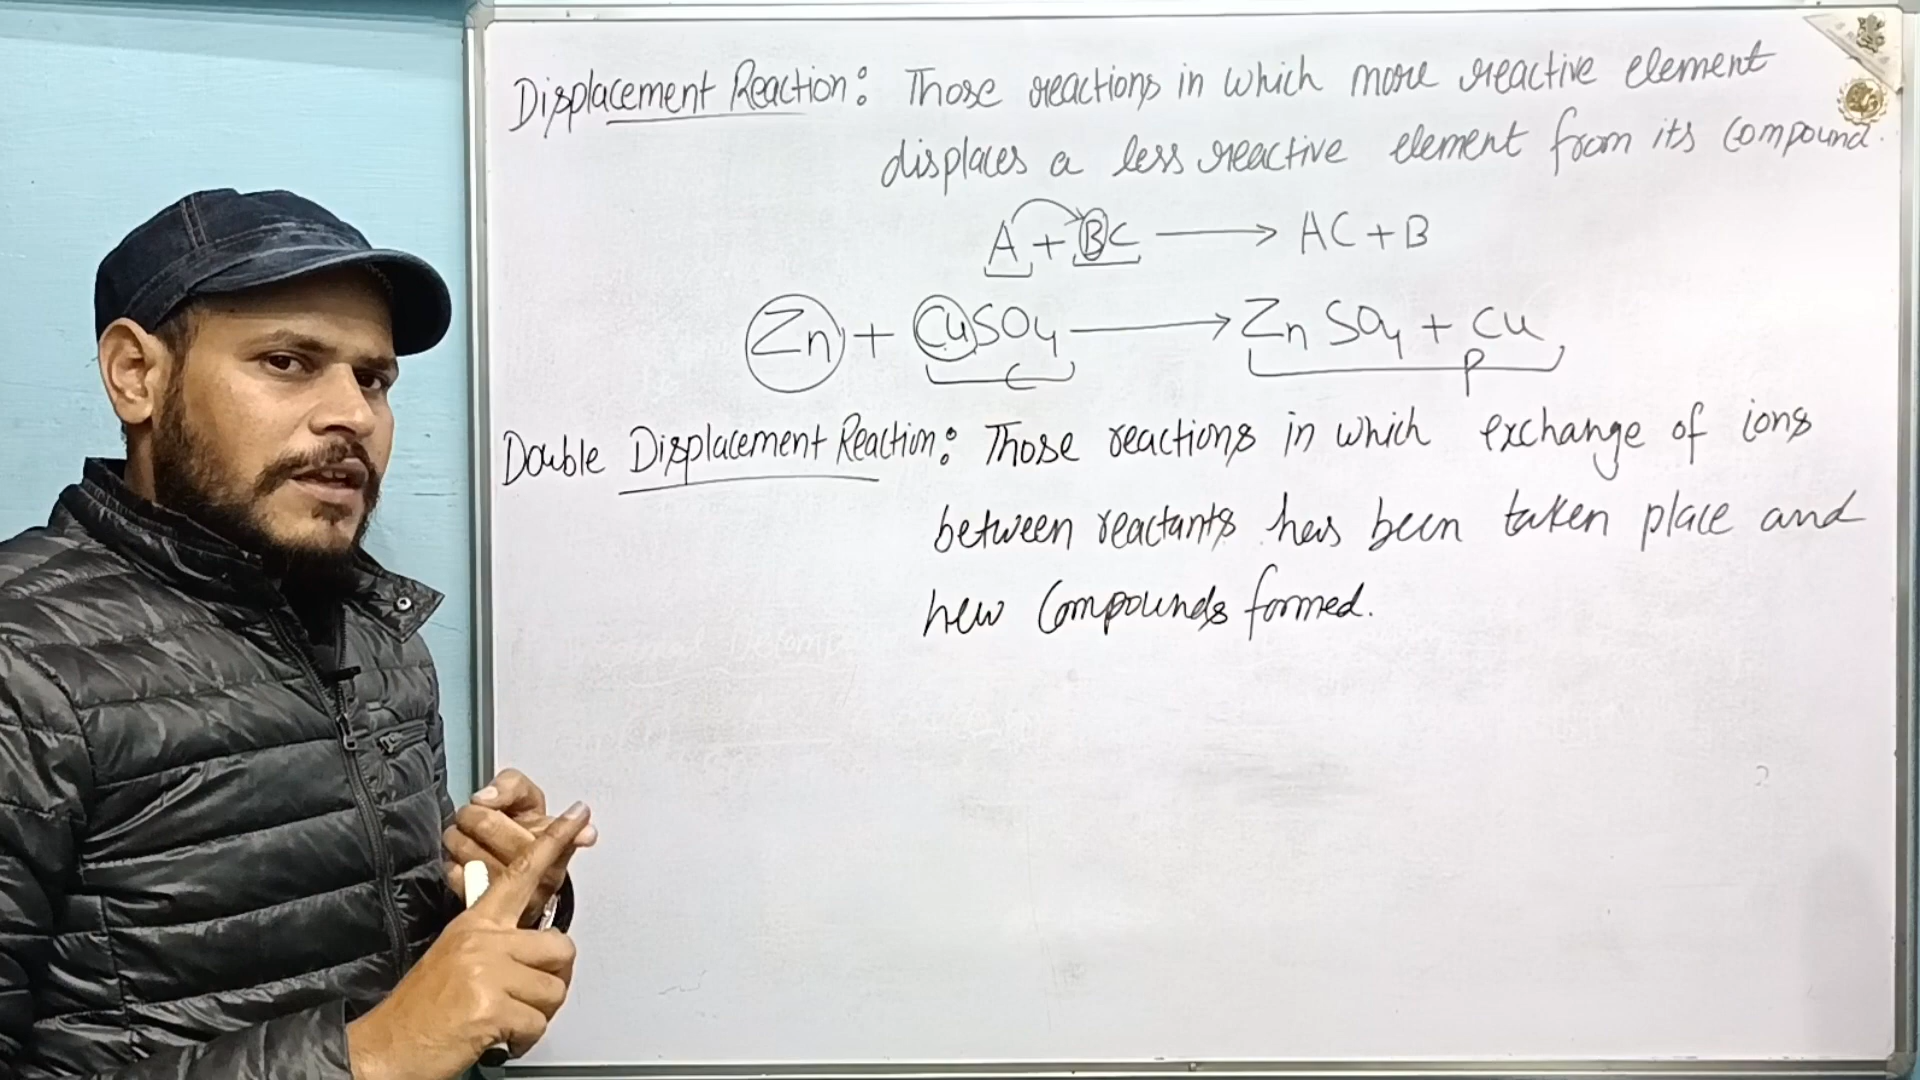 Displacement Reaction: Those reactions in which more reactive element
displaces a less reactive element from its compound.
A + BC → AC + B
Zn + CuSO4 → ZnSO4 + Cu
C P
Double Displacement Reaction: Those reactions in which exchange of ions
between reactants has been taken place and
new compounds formed.